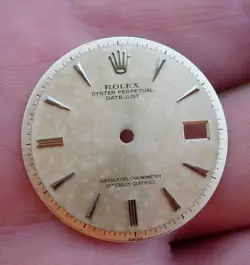 ROLEX
OYSTER PERPETUAL
DATEJUST
SUPERLATIVE CHRONOMETER
OFFICIALLY CERTIFIED